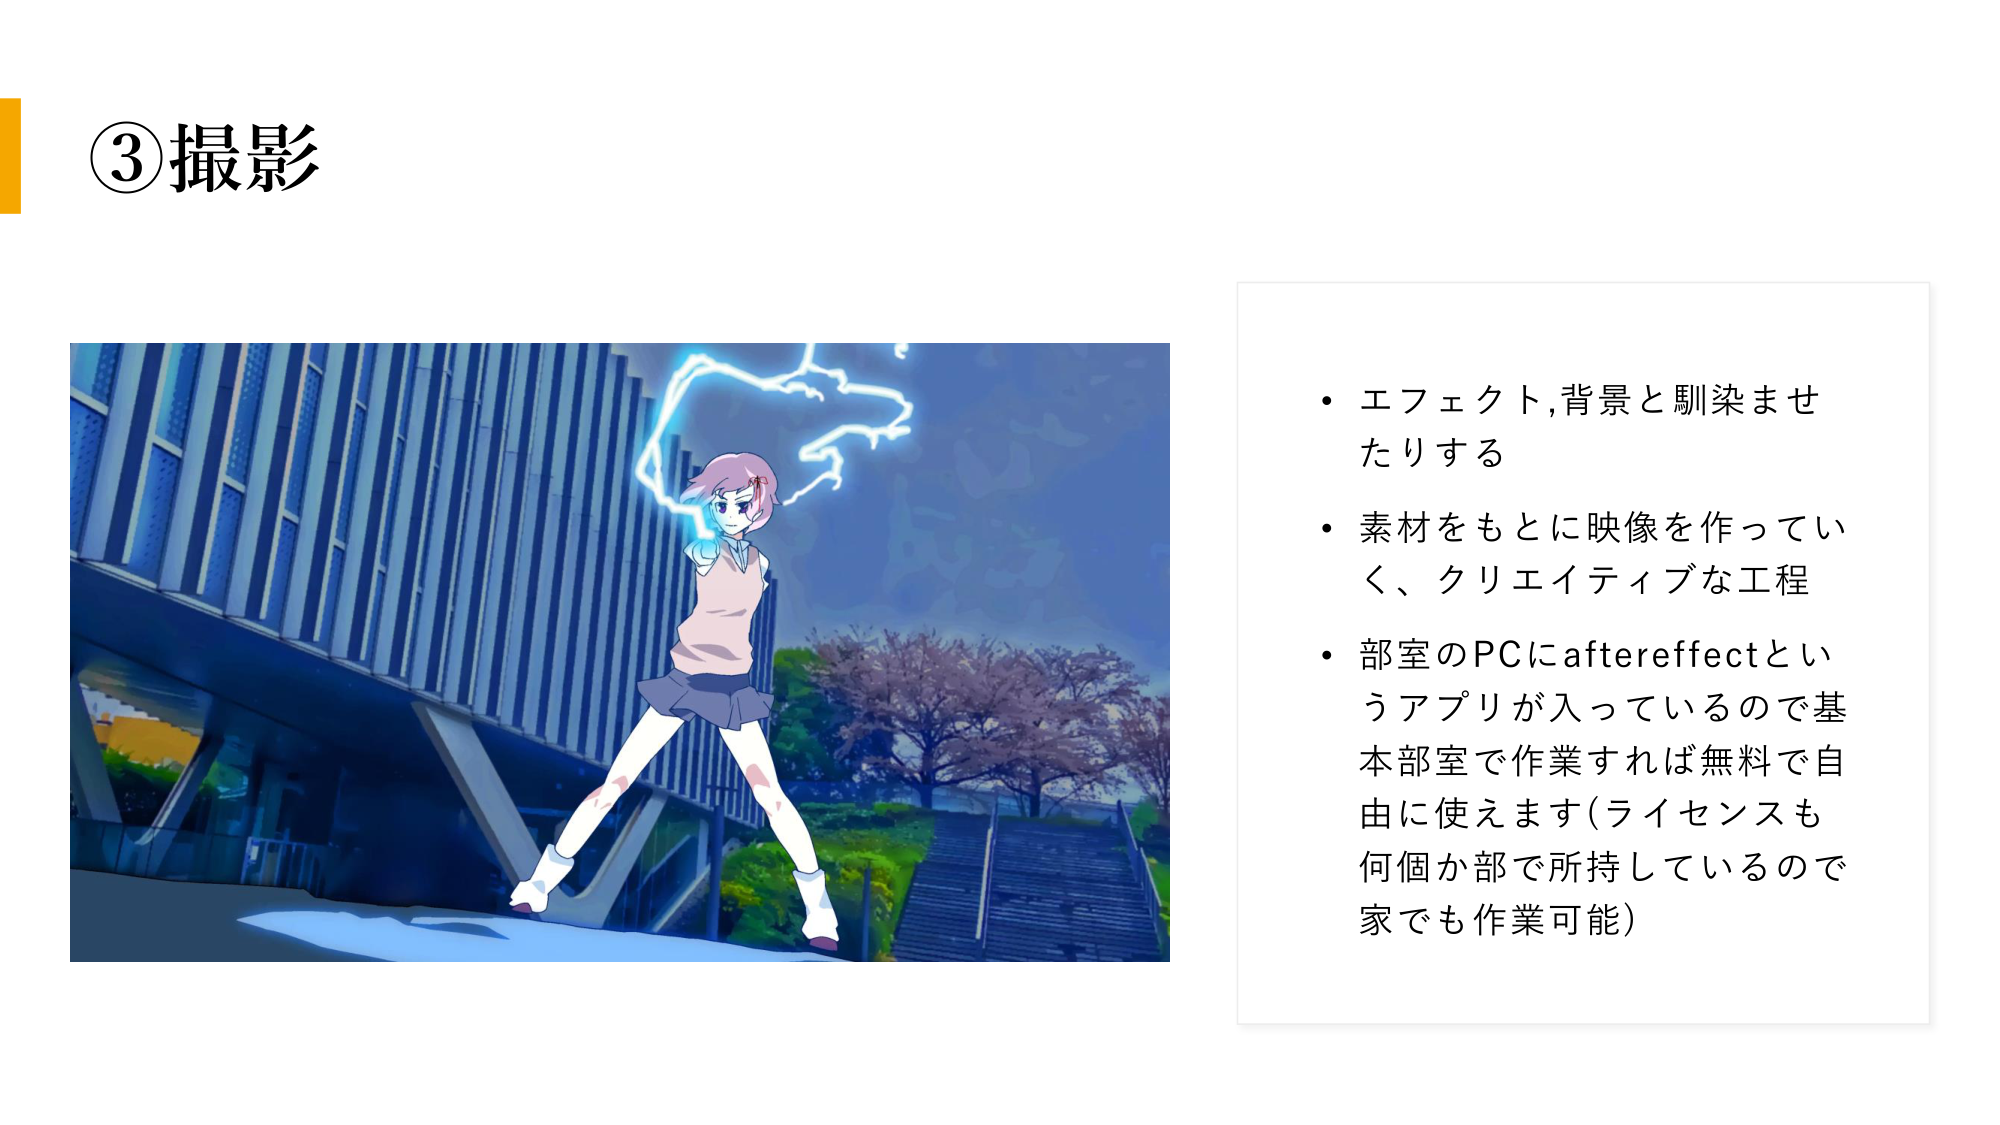 ③撮影
• エフェクト,背景と馴染ませ
たりする
• 素材をもとに映像を作ってい
く、クリエイティブな工程
• 部室のPCにaftereffectとい
うアプリが入っているので基
本部室で作業すれば無料で自
由に使えます(ライセンスも
何個か部で所持しているので
家でも作業可能)